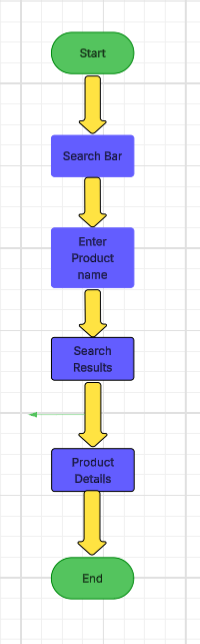 Start
Search Bar
Enter
Product
name
Search
Results
Product
Details
End